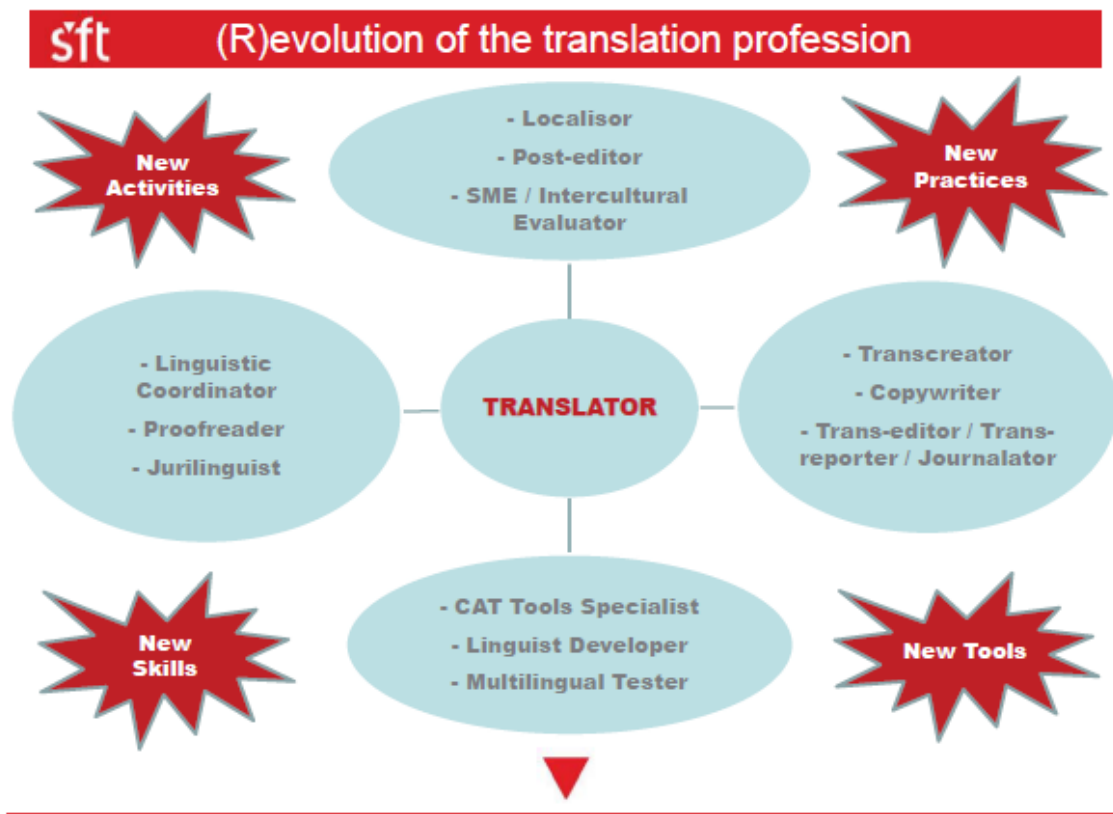 sft
(R)evolution of the translation profession
New
Activities
- Localisor
- Post-editor
- SME / Intercultural
Evaluator
New
Practices
- Linguistic
Coordinator
- Proofreader
- Jurilinguist
TRANSLATOR
- Transcreator
- Copywriter
- Trans-editor / Trans-
reporter / Journalator
New
Skills
- CAT Tools Specialist
- Linguist Developer
- Multilingual Tester
New Tools